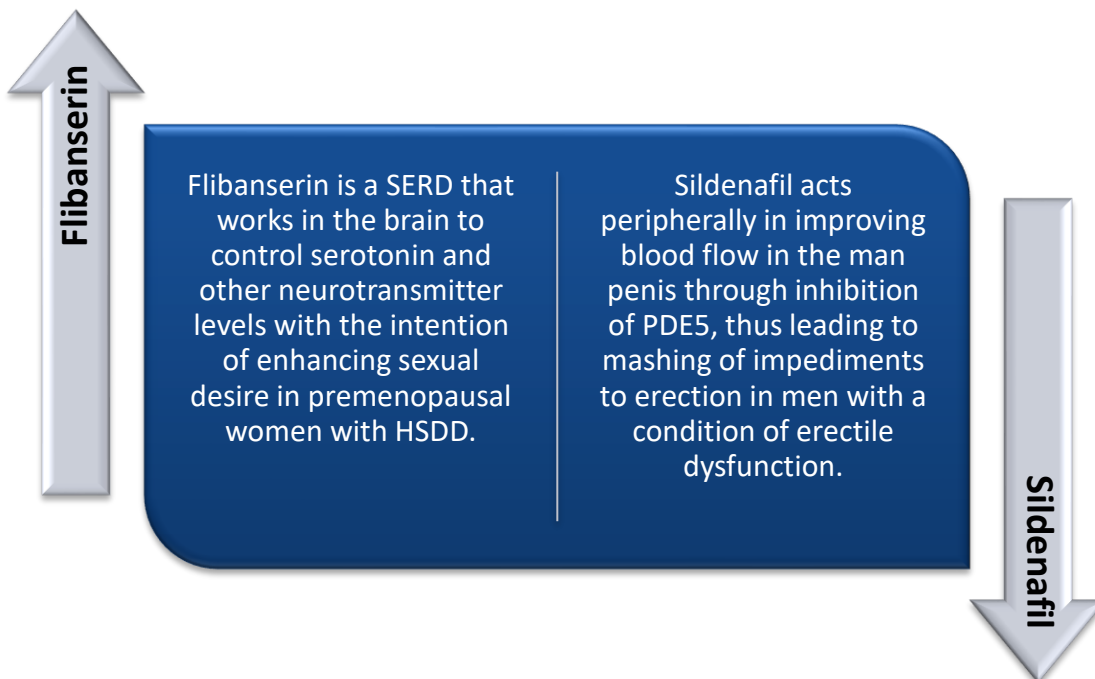 Flibanserin
Flibanserin is a SERD that
works in the brain to
control serotonin and
other neurotransmitter
levels with the intention
of enhancing sexual
desire in premenopausal
women with HSDD.
Sildenafil acts
peripherally in improving
blood flow in the man
penis through inhibition
of PDE5, thus leading to
mashing of impediments
to erection in men with a
condition of erectile
dysfunction.
Sildenafil